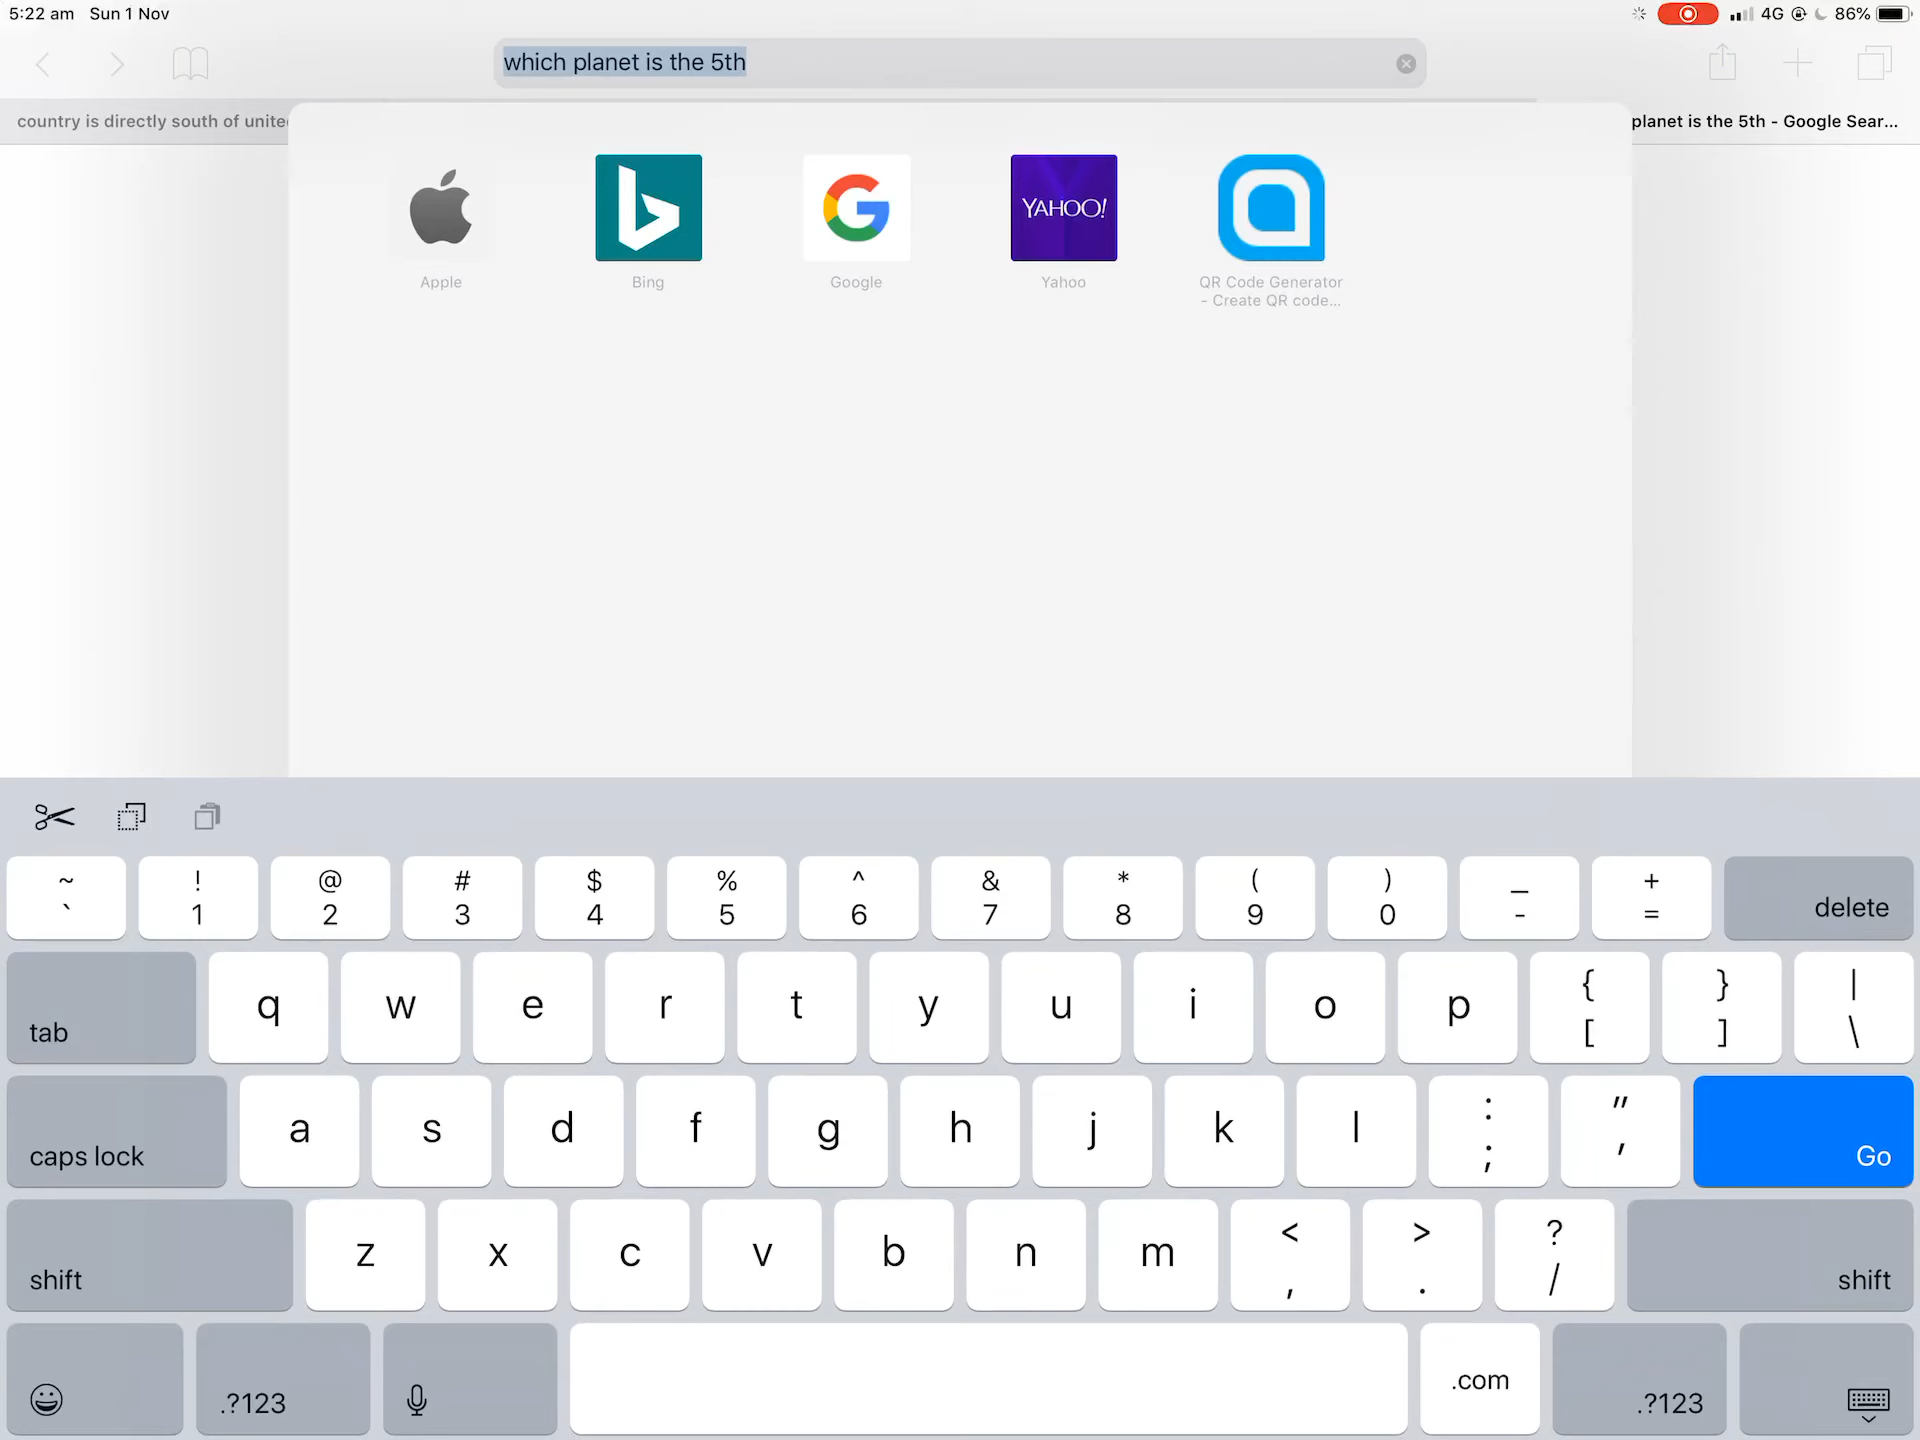 5:22 am Sun 1 Nov 4G 86%
which planet is the 5th
country is directly south of unite
planet is the 5th - Google Sear...
YAHOO!
Apple Bing Google Yahoo QR Code Generator
- Create QR code...
~ ! @ # $ % ^ & * ( ) _ +
` 1 2 3 4 5 6 7 8 9 0 - = delete
tab q w e r t y u i o p { [ } ] | \
caps lock a s d f g h j k l : ; " ' Go
shift z x c v b n m < , > . ? / shift
.?123 .com .?123